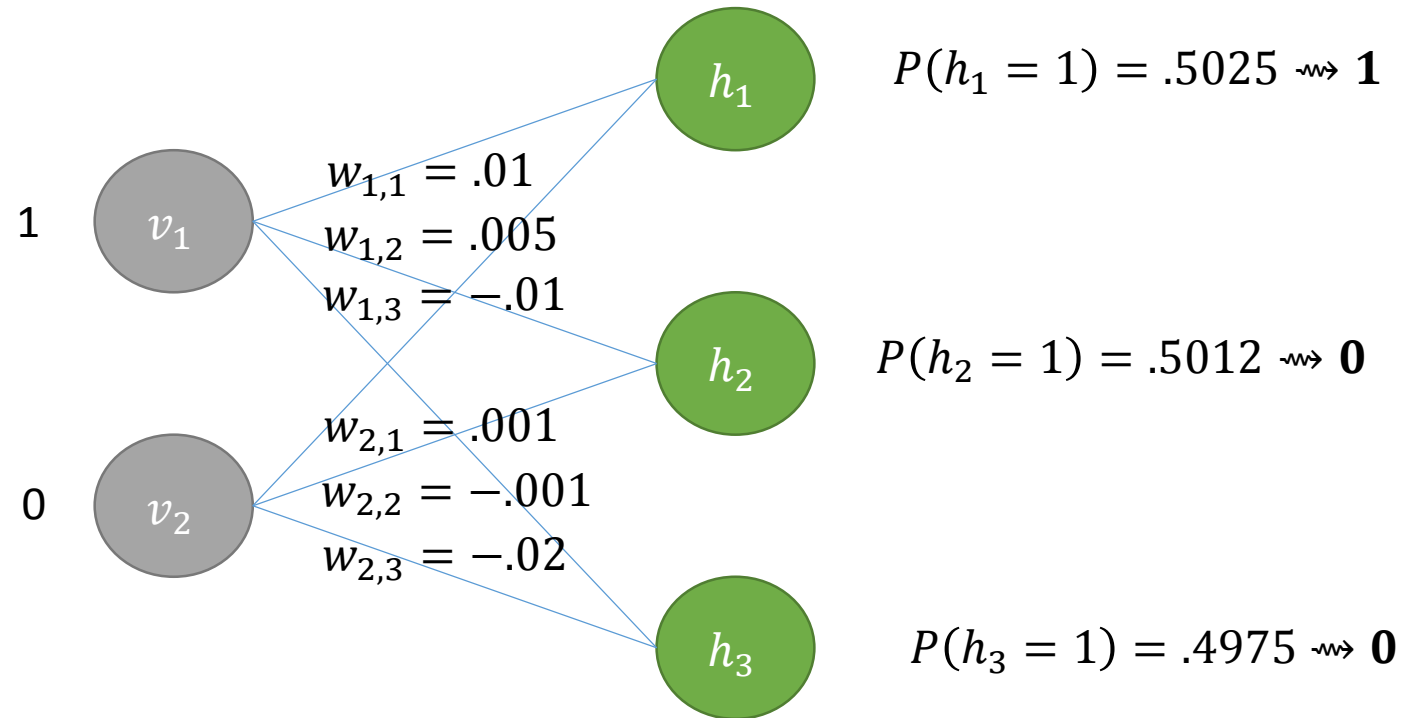 h₁
P(h₁ = 1) = .5025 ⇝ 1
w₁,₁ = .01
1
v₁
w₁,₂ = .005
w₁,₃ = −.01
h₂
P(h₂ = 1) = .5012 ⇝ 0
w₂,₁ = .001
0
v₂
w₂,₂ = −.001
w₂,₃ = −.02
h₃
P(h₃ = 1) = .4975 ⇝ 0